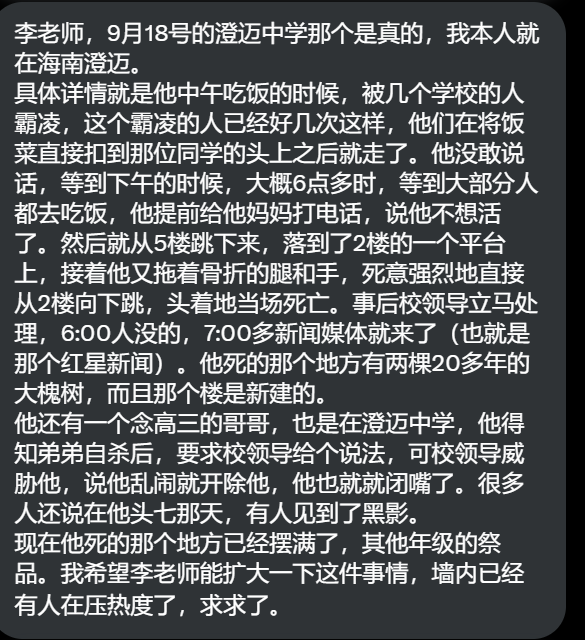 李老师，9月18号的澄迈中学那个是真的，我本人就
在海南澄迈。
具体详情就是他中午吃饭的时候，被几个学校的人
霸凌，这个霸凌的人已经好几次这样，他们在将饭
菜直接扣到那位同学的头上之后就走了。他没敢说
话，等到下午的时候，大概6点多时，等到大部分人
都去吃饭，他提前给他妈妈打电话，说他不想活
了。然后就从5楼跳下来，落到了2楼的一个平台
上，接着他又拖着骨折的腿和手，死意强烈地直接
从2楼向下跳，头着地当场死亡。事后校领导立马处
理，6:00人没的，7:00多新闻媒体就来了（也就是
那个红星新闻）。他死的那个地方有两棵20多年的
大槐树，而且那个楼是新建的。
他还有一个念高三的哥哥，也是在澄迈中学，他得
知弟弟自杀后，要求校领导给个说法，可校领导威
胁他，说他乱闹就开除他，他也就就闭嘴了。很多
人还说在他头七那天，有人见到了黑影。
现在他死的那个地方已经摆满了，其他年级的祭
品。我希望李老师能扩大一下这件事情，墙内已经
有人在压热度了，求求了。